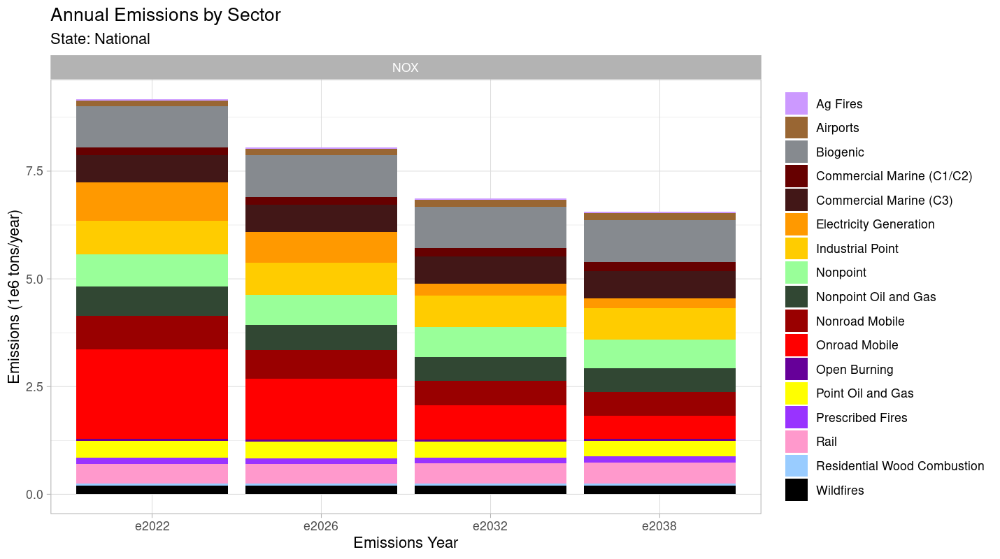 Annual Emissions by Sector
State: National
NOX
Emissions (1e6 tons/year)
7.5
5.0
2.5
0.0
e2022
e2026
e2032
e2038
Emissions Year
Ag Fires
Airports
Biogenic
Commercial Marine (C1/C2)
Commercial Marine (C3)
Electricity Generation
Industrial Point
Nonpoint
Nonpoint Oil and Gas
Nonroad Mobile
Onroad Mobile
Open Burning
Point Oil and Gas
Prescribed Fires
Rail
Residential Wood Combustion
Wildfires